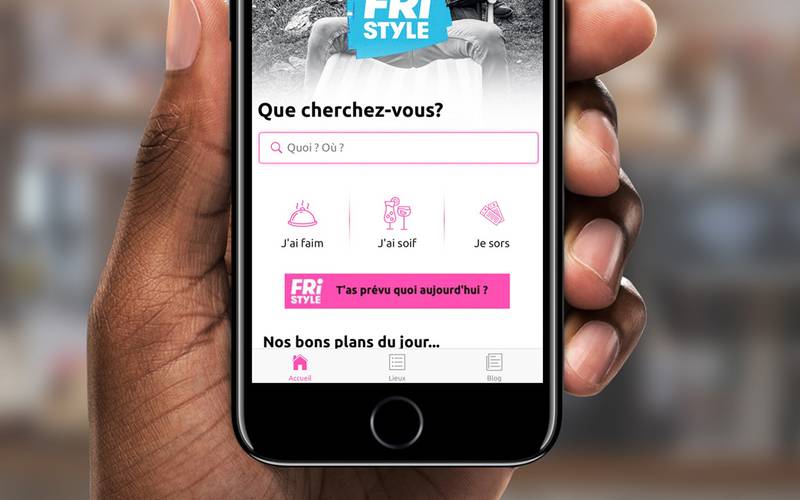 FRi
STYLE
Que cherchez-vous?
Quoi ? Où ?
J'ai faim
J'ai soif
Je sors
FRi
STYLE
T'as prévu quoi aujourd'hui ?
Nos bons plans du jour...
Accueil
Lieux
Blog